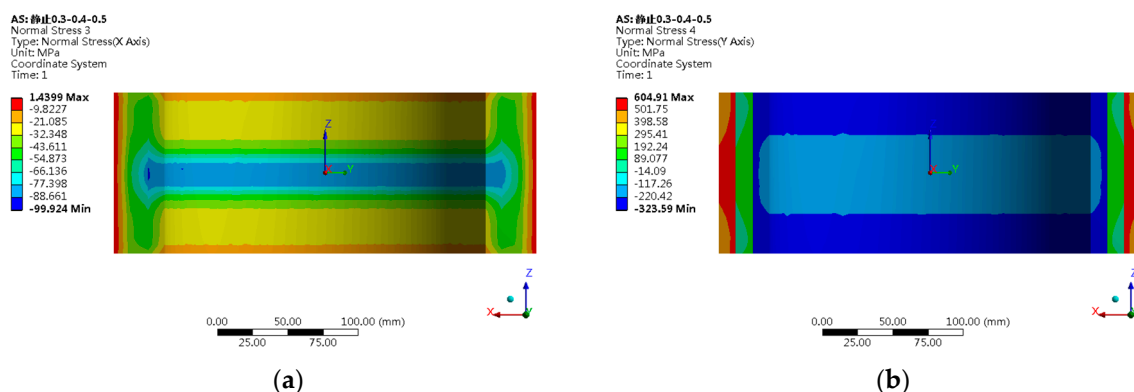 AS: 静止0.3-0.4-0.5
Normal Stress 3
Type: Normal Stress(X Axis)
Unit: MPa
Coordinate System
Time: 1
1.4399 Max
-9.8227
-21.085
-32.348
-43.611
-54.873
-66.136
-77.398
-88.661
-99.924 Min
Z
X
Y
Z
X
Y
0.00
50.00
100.00 (mm)
25.00
75.00
(a)
AS: 静止0.3-0.4-0.5
Normal Stress 4
Type: Normal Stress(Y Axis)
Unit: MPa
Coordinate System
Time: 1
604.91 Max
501.75
398.58
295.41
192.24
89.077
-14.09
-117.26
-220.42
-323.59 Min
Z
X
Y
Z
X
Y
0.00
50.00
100.00 (mm)
25.00
75.00
(b)